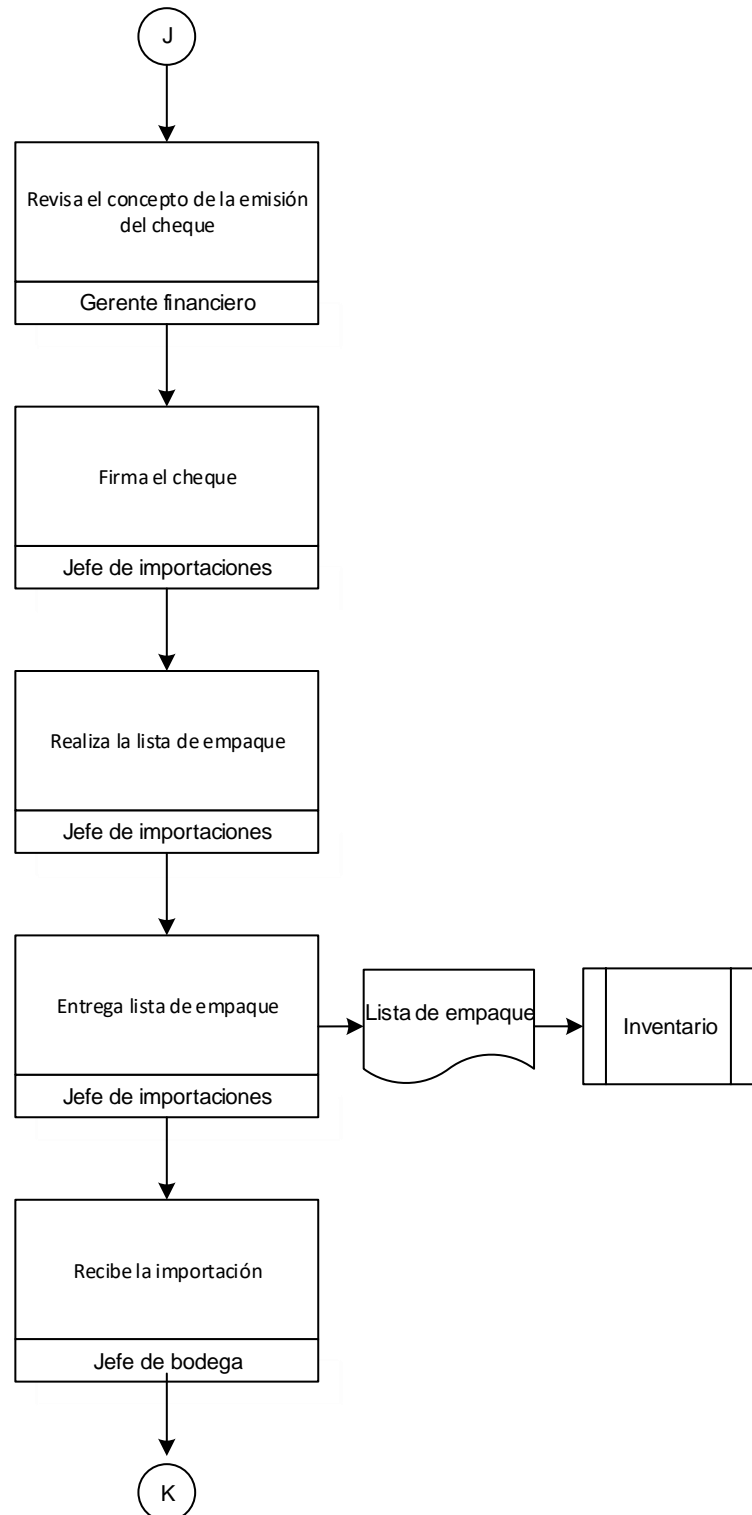 J
Revisa el concepto de la emisión
del cheque
Gerente financiero
Firma el cheque
Jefe de importaciones
Realiza la lista de empaque
Jefe de importaciones
Entrega lista de empaque
Jefe de importaciones
Lista de empaque
Inventario
Recibe la importación
Jefe de bodega
K